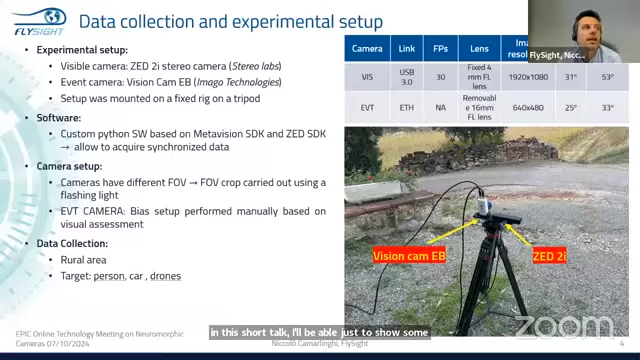 FLYSIGHT
Data collection and experimental setup
• Experimental setup:
• Visible camera: ZED 2i stereo camera (Stereo labs)
• Event camera: Vision Cam EB (Imago Technologies)
• Setup was mounted on a fixed rig on a tripod
• Software:
• Custom python SW based on Metavision SDK and ZED SDK
→ allow to acquire synchronized data
• Camera setup:
• Cameras have different FOV → FOV crop carried out using a
flashing light
• EVT CAMERA: Bias setup performed manually based on
visual assessment
• Data Collection:
• Rural area
• Target: person, car , drones
Camera Link FPs Lens
VIS USB 3.0 30 Fixed 4 mm FL lens 1920x1080 31° 53°
EVT ETH NA Removabl e 16mm FL lens 640x480 25° 33°
FlySight, Nicc...
Vision cam EB
ZED 2i
in this short talk, I'll be able just to show some
EPIC Online Technology Meeting on Neuromorphic
Cameras 07/10/2024
Niccolò Camarlinghi, FlySight
4
zoom